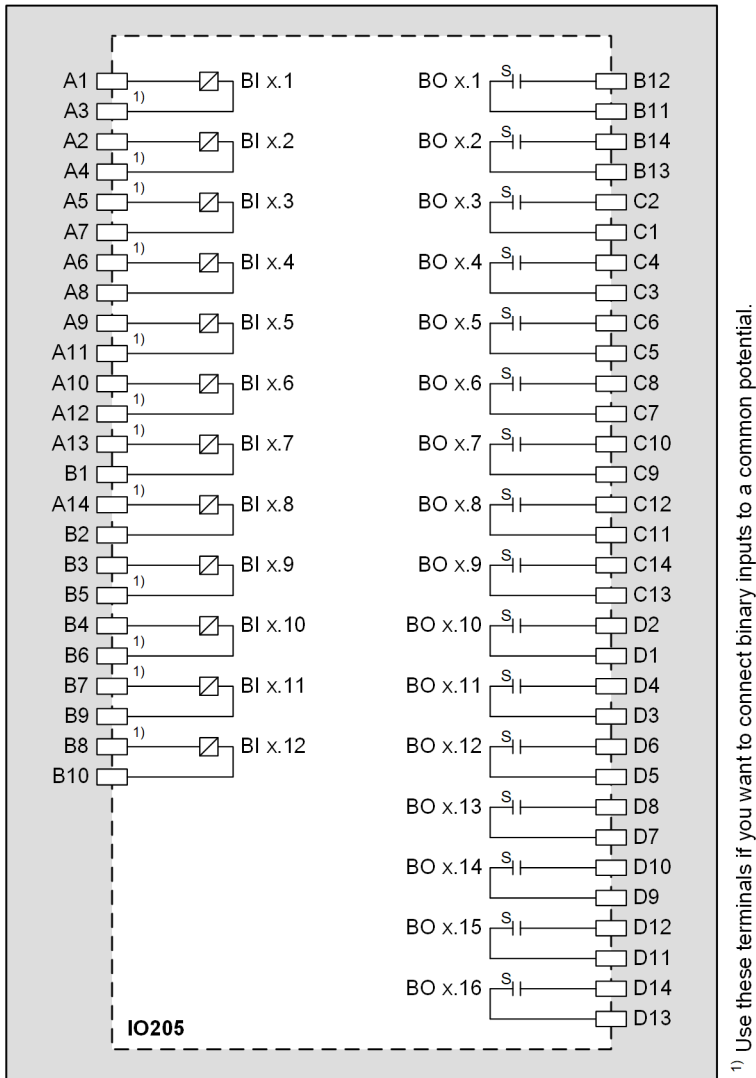 A1 BI x.1 BO x.1 S B12
A3 1) B11
A2 BI x.2 BO x.2 S B14
A4 1) B13
A5 1) BI x.3 BO x.3 S C2
A7 C1
A6 1) BI x.4 BO x.4 S C4
A8 C3
A9 BI x.5 BO x.5 S C6
A11 1) C5
A10 BI x.6 BO x.6 S C8
A12 1) C7
A13 1) BI x.7 BO x.7 S C10
B1 C9
A14 1) BI x.8 BO x.8 S C12
B2 C11
B3 BI x.9 BO x.9 S C14
B5 1) C13
B4 BI x.10 BO x.10 S D2
B6 1) D1
B7 1) BI x.11 BO x.11 S D4
B9 D3
B8 1) BI x.12 BO x.12 S D6
B10 D5
BO x.13 S D8
D7
BO x.14 S D10
D9
BO x.15 S D12
D11
BO x.16 S D14
D13
IO205
1) Use these terminals if you want to connect binary inputs to a common potential.